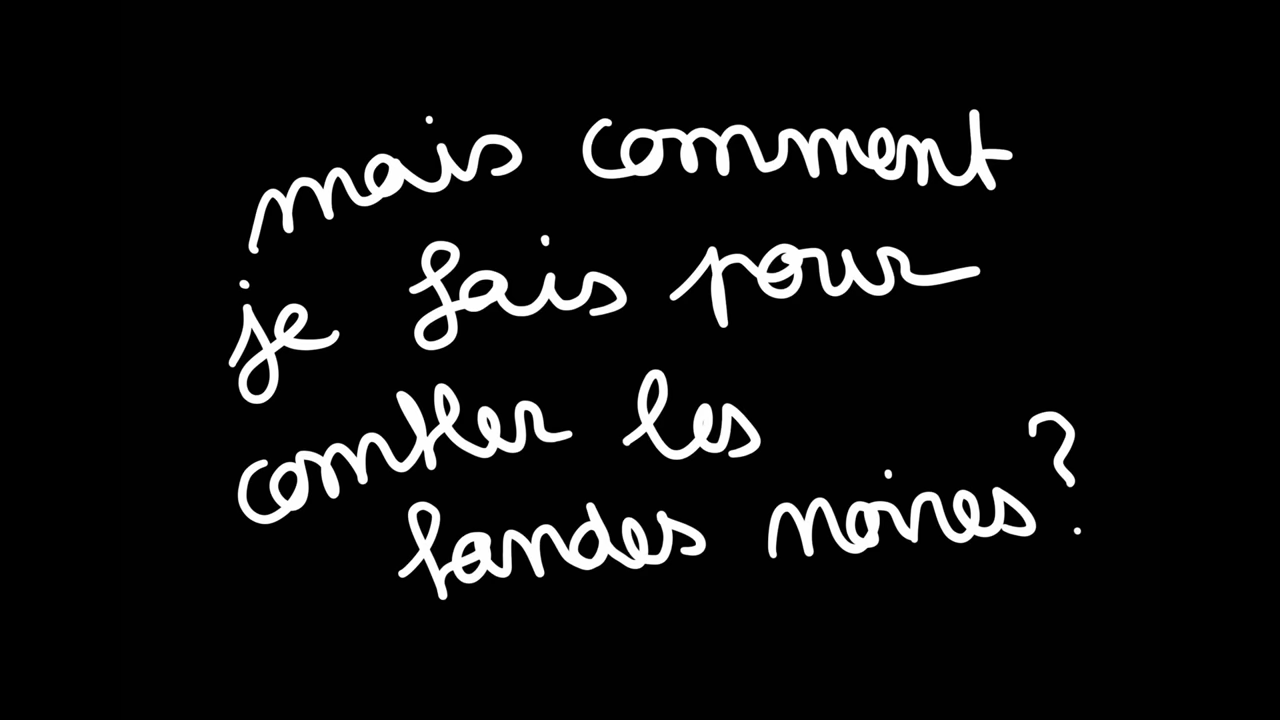 mais comment
je fais pour
combler les
bandes noires ?